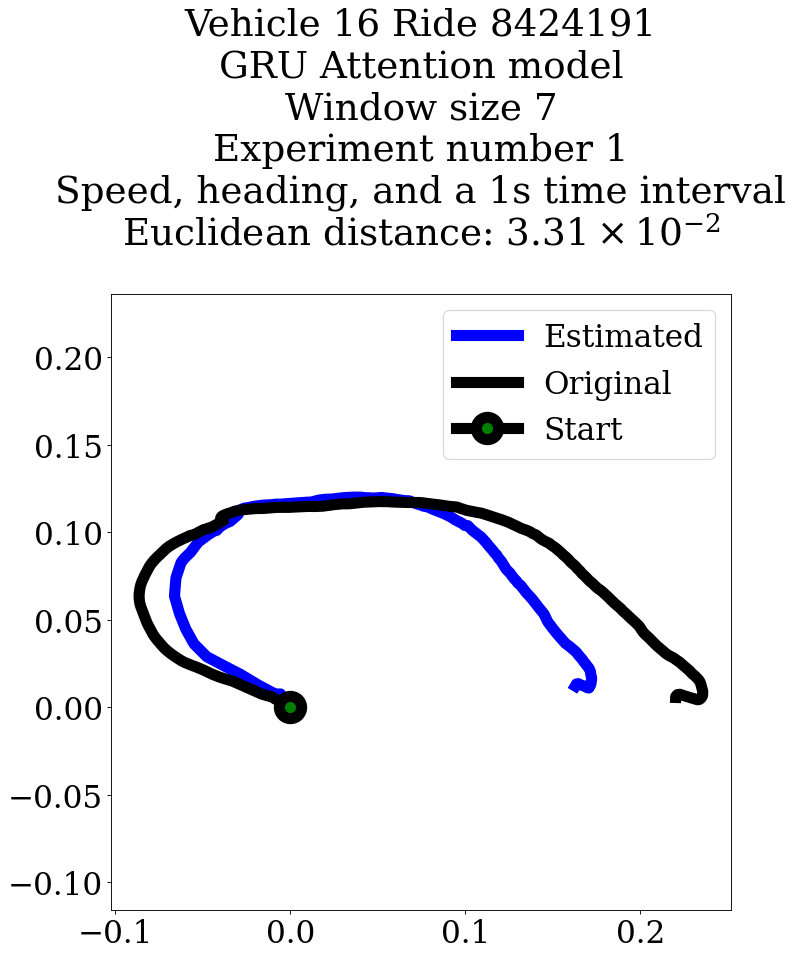 Vehicle 16 Ride 8424191
GRU Attention model
Window size 7
Experiment number 1
Speed, heading, and a 1s time interval
Euclidean distance: 3.31 × 10⁻²
Estimated
Original
Start
0.20
0.15
0.10
0.05
0.00
−0.05
−0.10
−0.1 0.0 0.1 0.2